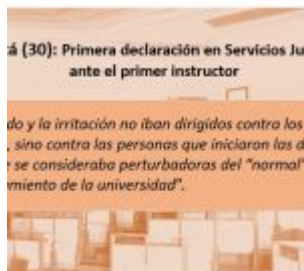 á (30): Primera declaración en Servicios Ju
ante el primer instructor
do y la irritación no iban dirigidos contra los
, sino contra las personas que iniciaron las d
e se consideraba perturbadoras del "normal"
amiento de la universidad".